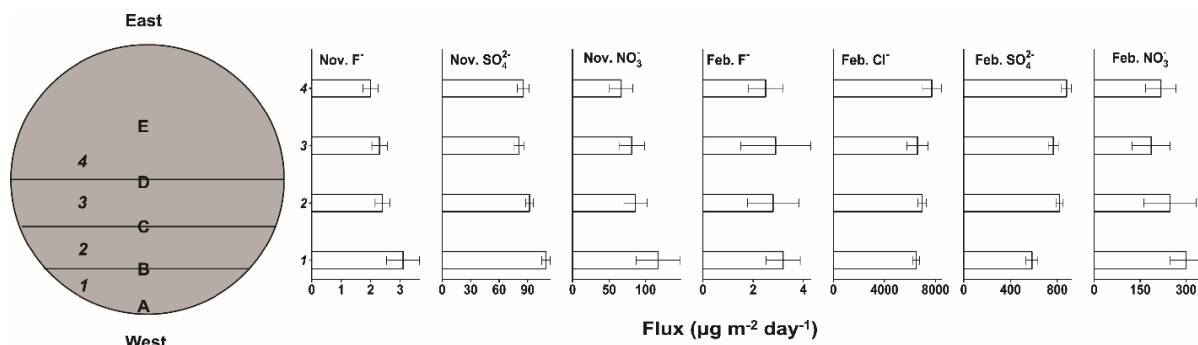 East
E
4
D
3
C
2
B
1
A
West
Nov. F⁻
4
3
2
1
0 1 2 3
Nov. SO₄²⁻
0 30 60 90
Nov. NO₃⁻
0 50 100
Feb. F⁻
0 2 4
Feb. Cl⁻
0 4000 8000
Feb. SO₄²⁻
0 400 800
Feb. NO₃⁻
0 150 300
Flux (µg m⁻² day⁻¹)